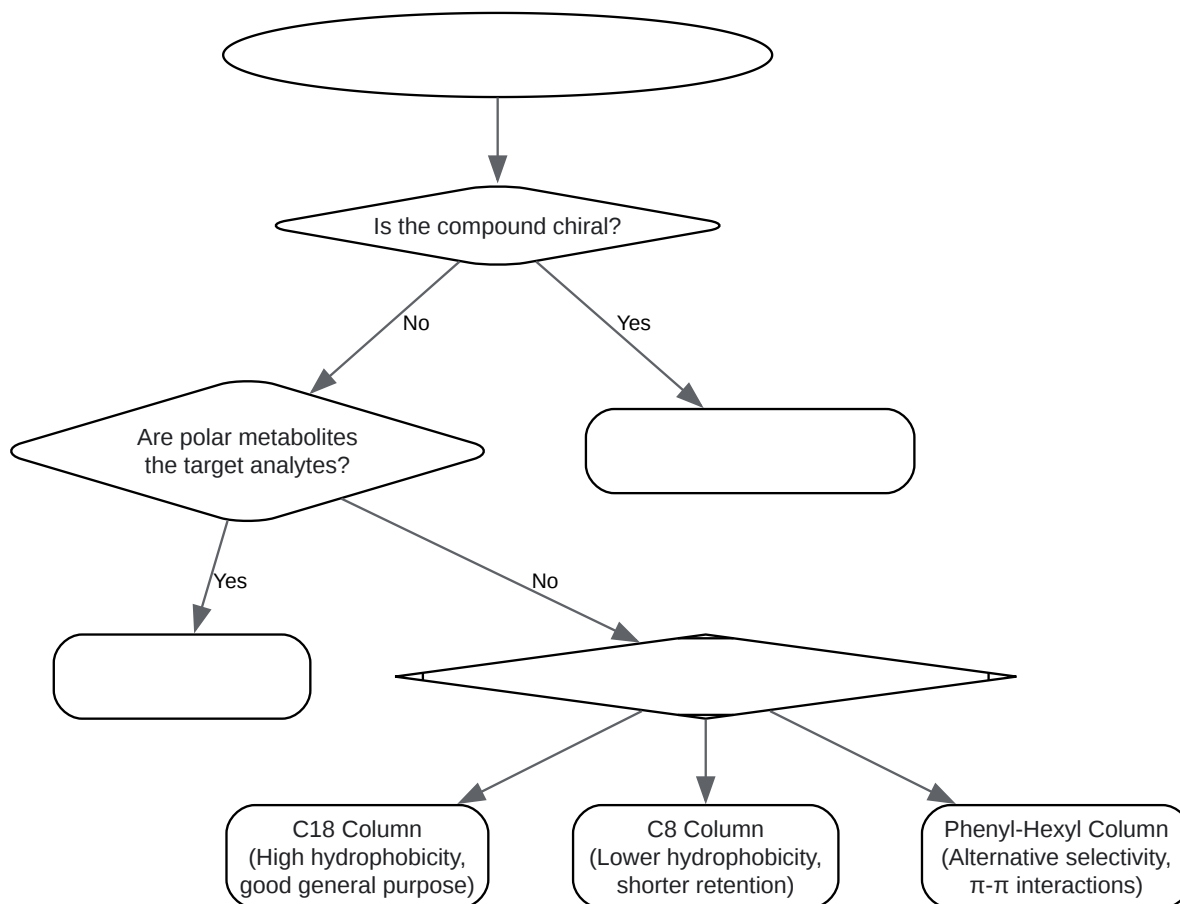 Is the compound chiral?
No
Yes
Are polar metabolites
the target analytes?
Yes
No
C18 Column
(High hydrophobicity,
good general purpose)
C8 Column
(Lower hydrophobicity,
shorter retention)
Phenyl-Hexyl Column
(Alternative selectivity,
π-π interactions)